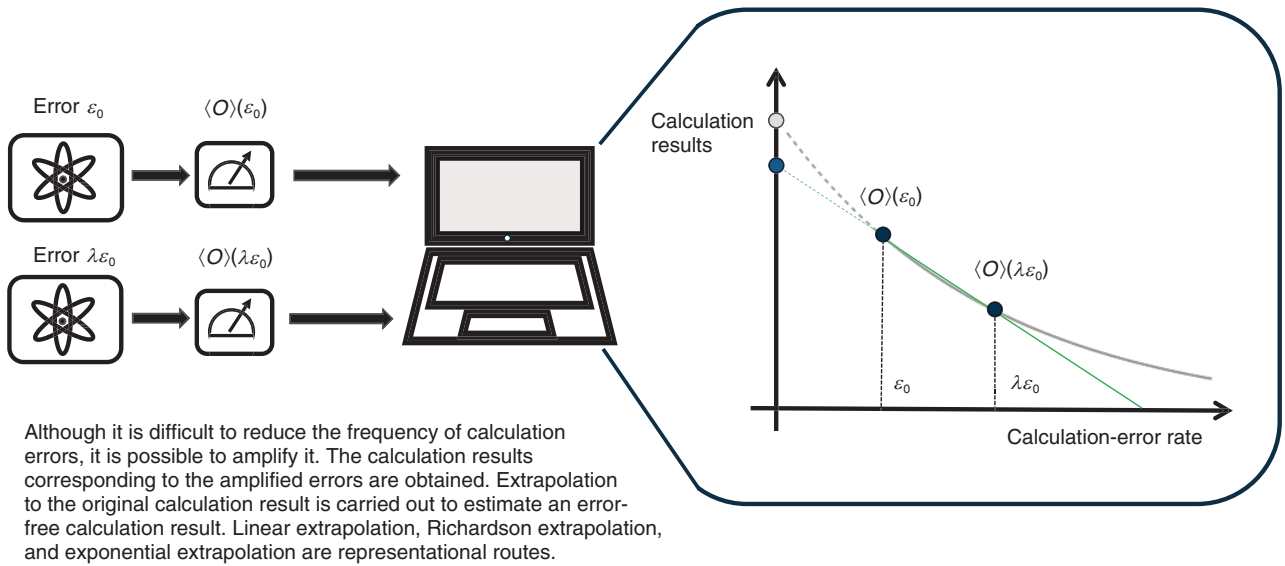 Error ε₀
⟨O⟩(ε₀)
Error λε₀
⟨O⟩(λε₀)
Calculation
results
⟨O⟩(ε₀)
⟨O⟩(λε₀)
ε₀
λε₀
Calculation-error rate
Although it is difficult to reduce the frequency of calculation
errors, it is possible to amplify it. The calculation results
corresponding to the amplified errors are obtained. Extrapolation
to the original calculation result is carried out to estimate an error-
free calculation result. Linear extrapolation, Richardson extrapolation,
and exponential extrapolation are representational routes.